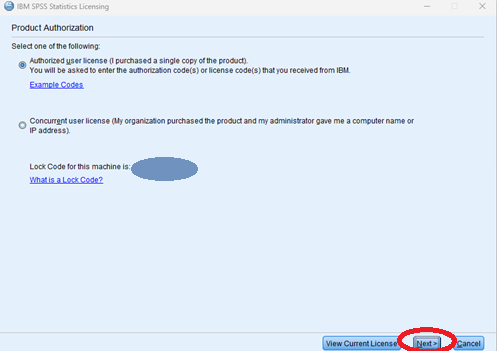 IBM SPSS Statistics Licensing
Product Authorization
Select one of the following:
Authorized user license (I purchased a single copy of the product).
You will be asked to enter the authorization code(s) or license code(s) that you received from IBM.
Example Codes
Concurrent user license (My organization purchased the product and my administrator gave me a computer name or
IP address).
Lock Code for this machine is:
What is a Lock Code?
View Current License Next > Cancel